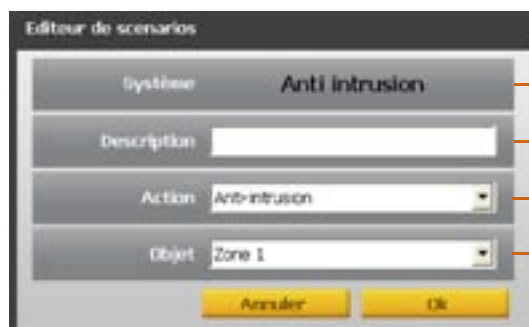 Editeur de scenarios
Système Anti intrusion
Description
Action Anti-intrusion
Objet Zone 1
Annuler Ok